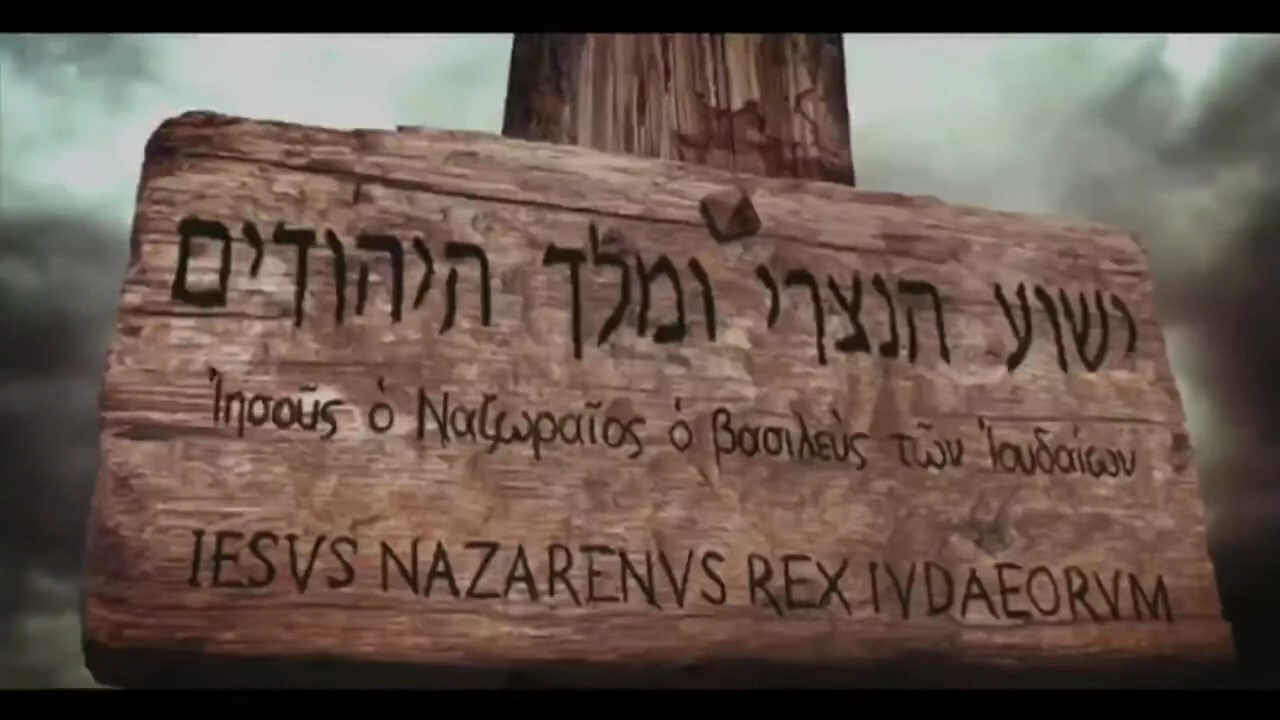 ישוע הנצרי ומלך היהודים
Ἰησοῦς ὁ Ναζωραῖος ὁ βασιλεὺς τῶν Ἰουδαίων
IESVS NAZARENVS REX IVDAEORVM